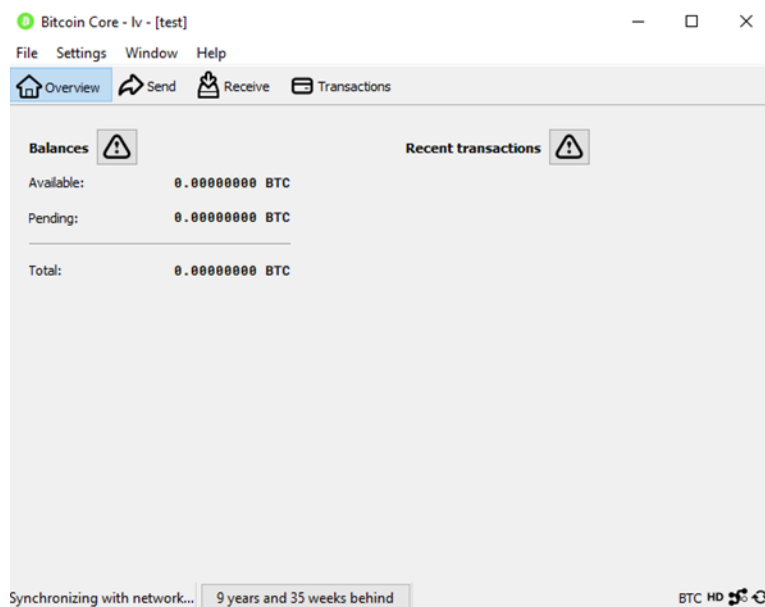 Bitcoin Core - lv - [test]
File Settings Window Help
Overview Send Receive Transactions
Balances Recent transactions
Available: 0.00000000 BTC
Pending: 0.00000000 BTC
Total: 0.00000000 BTC
Synchronizing with network... 9 years and 35 weeks behind BTC HD